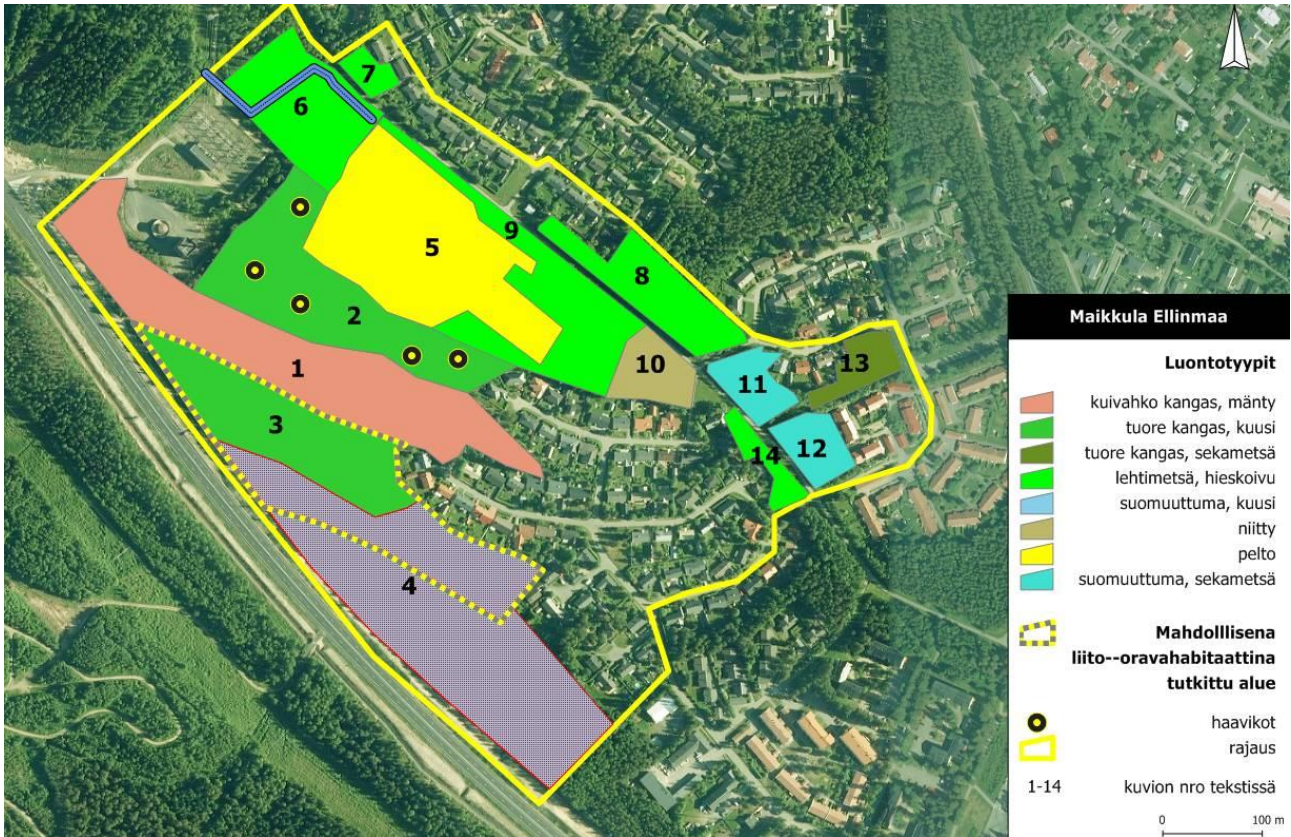 7
6
9
5
8
2
1
10
13
11
3
12
14
4
Maikkula Ellinmaa
Luontotyypit
kuivahko kangas, mänty
tuore kangas, kuusi
tuore kangas, sekametsä
lehtimetsä, hieskoivu
suomuuttuma, kuusi
niitty
pelto
suomuuttuma, sekametsä
Mahdolllisena
liito--oravahabitaattina
tutkittu alue
haavikot
rajaus
1-14 kuvion nro tekstissä
0 100 m